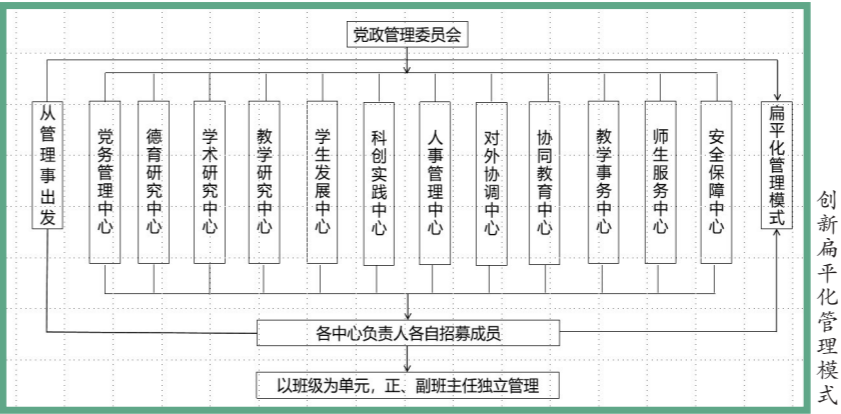 党政管理委员会
从管理事出发
党务管理中心
德育研究中心
学术研究中心
教学研究中心
学生发展中心
科创实践中心
人事管理中心
对外协调中心
协同教育中心
教学事务中心
师生服务中心
安全保障中心
扁平化管理模式
各中心负责人各自招募成员
以班级为单元，正、副班主任独立管理
创新扁平化管理模式